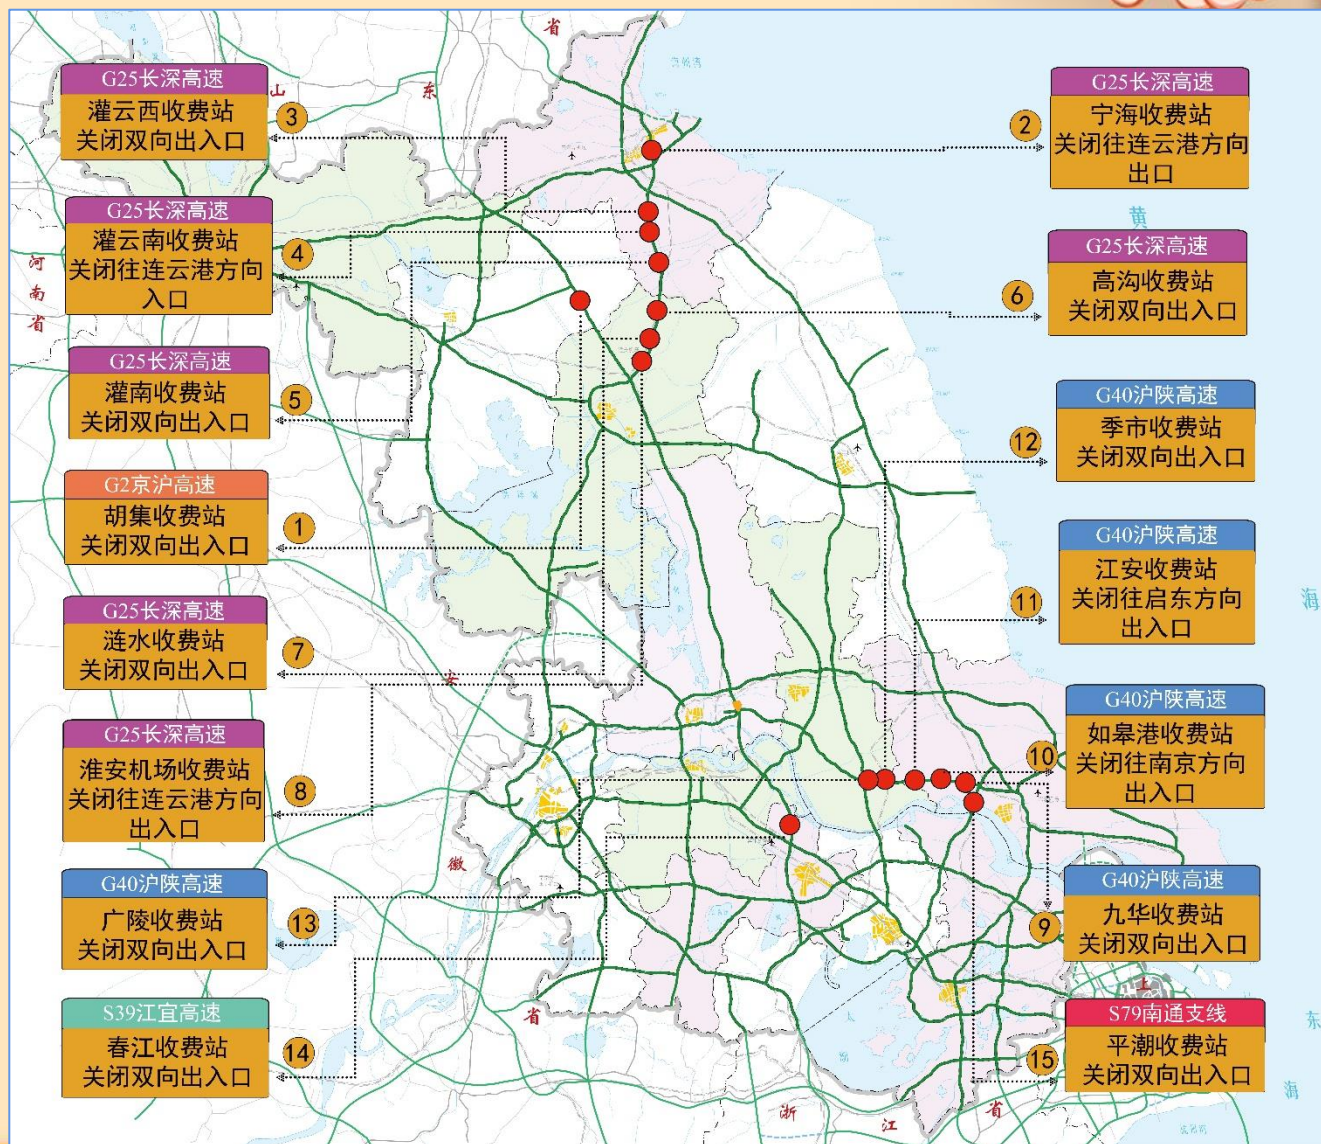 G25长深高速
灌云西收费站
关闭双向出入口
3
G25长深高速
灌云南收费站
关闭往连云港方向
入口
4
G25长深高速
灌南收费站
关闭双向出入口
5
G2京沪高速
胡集收费站
关闭双向出入口
1
G25长深高速
涟水收费站
关闭双向出入口
7
G25长深高速
淮安机场收费站
关闭往连云港方向
出入口
8
G40沪陕高速
广陵收费站
关闭双向出入口
13
S39江宜高速
春江收费站
关闭双向出入口
14
山
东
省
河
南
省
安
徽
省
浙
江
省
上
黄
海
东
海
太
湖
2
G25长深高速
宁海收费站
关闭往连云港方向
出口
6
G25长深高速
高沟收费站
关闭双向出入口
12
G40沪陕高速
季市收费站
关闭双向出入口
11
G40沪陕高速
江安收费站
关闭往启东方向
出入口
10
G40沪陕高速
如皋港收费站
关闭往南京方向
出入口
9
G40沪陕高速
九华收费站
关闭双向出入口
15
S79南通支线
平潮收费站
关闭双向出入口